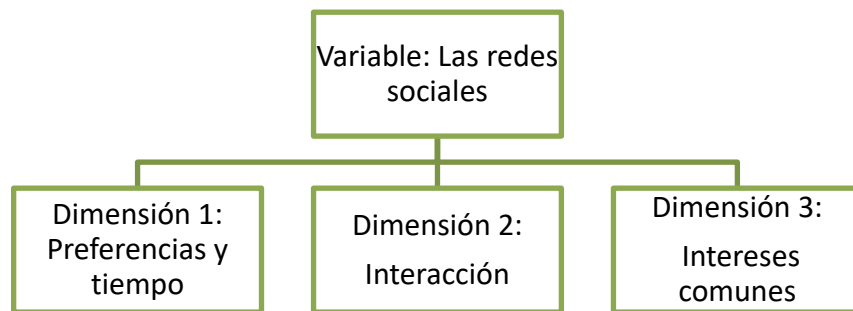 Variable: Las redes
sociales
Dimensión 1:
Preferencias y
tiempo
Dimensión 2:
Interacción
Dimensión 3:
Intereses
comunes